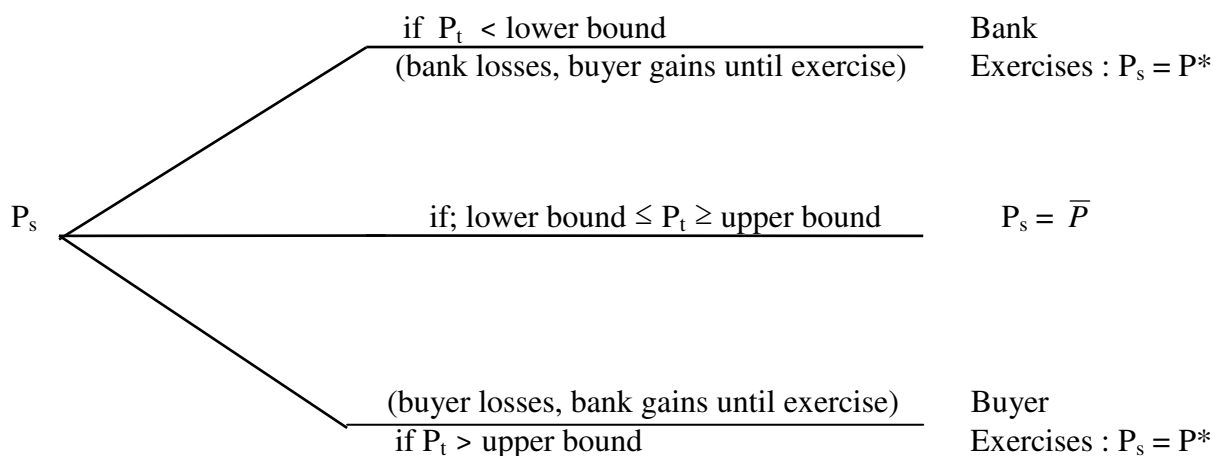 if P_t < lower bound
Bank
(bank losses, buyer gains until exercise)
Exercises : P_s = P*
P_s
if; lower bound ≤ P_t ≥ upper bound
P_s = P̅
(buyer losses, bank gains until exercise)
Buyer
if P_t > upper bound
Exercises : P_s = P*